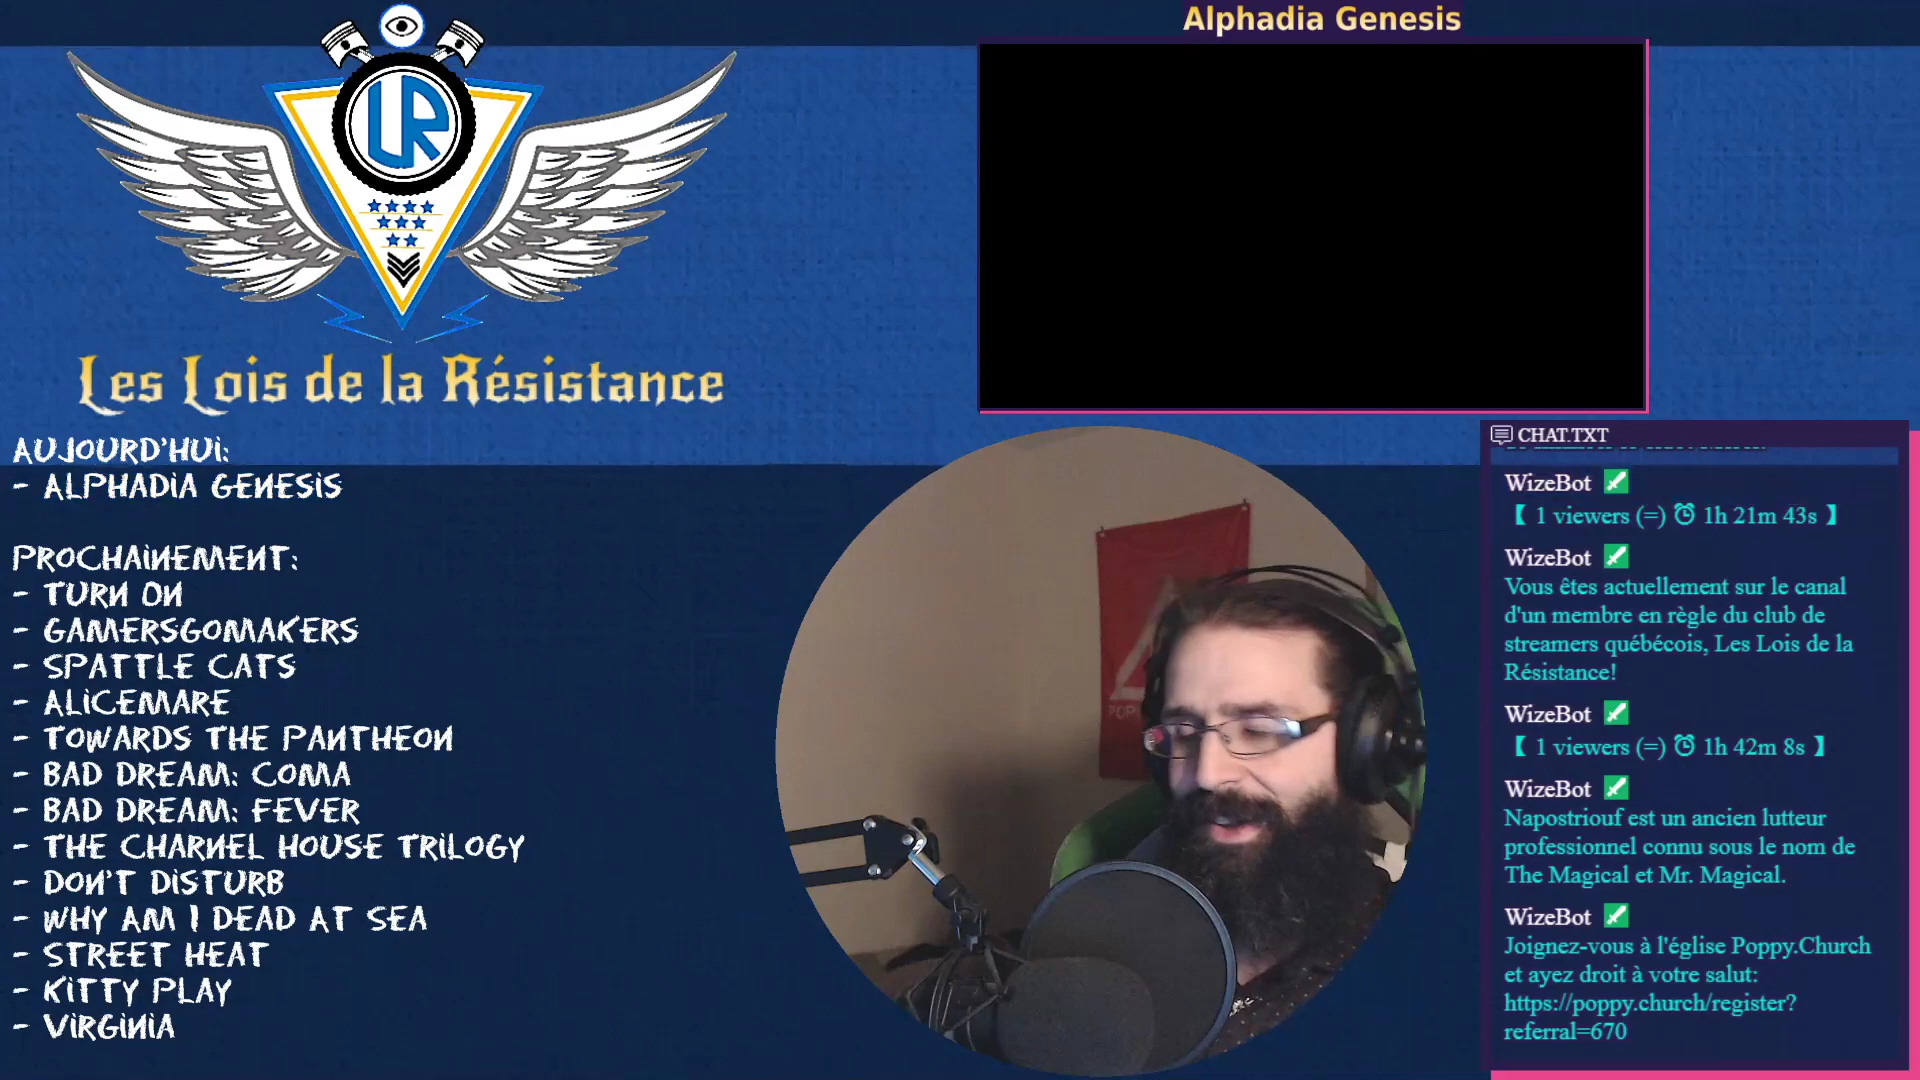 Alphadia Genesis
LR
Les Lois de la Résistance
AUJOURD'HUI:
- ALPHADIA GENESIS
PROCHAINEMENT:
- TURN ON
- GAMERSGOMAKERS
- SPATTLE CATS
- ALICEMARE
- TOWARDS THE PANTHEON
- BAD DREAM: COMA
- BAD DREAM: FEVER
- THE CHARNEL HOUSE TRILOGY
- DON'T DISTURB
- WHY AM I DEAD AT SEA
- STREET HEAT
- KITTY PLAY
- VIRGINIA
POP
CHAT.TXT
WizeBot
【 1 viewers (=) ⏰ 1h 21m 43s 】
WizeBot
Vous êtes actuellement sur le canal
d'un membre en règle du club de
streamers québécois, Les Lois de la
Résistance!
WizeBot
【 1 viewers (=) ⏰ 1h 42m 8s 】
WizeBot
Napostriouf est un ancien lutteur
professionnel connu sous le nom de
The Magical et Mr. Magical.
WizeBot
Joignez-vous à l'église Poppy.Church
et ayez droit à votre salut:
https://poppy.church/register?
referral=670